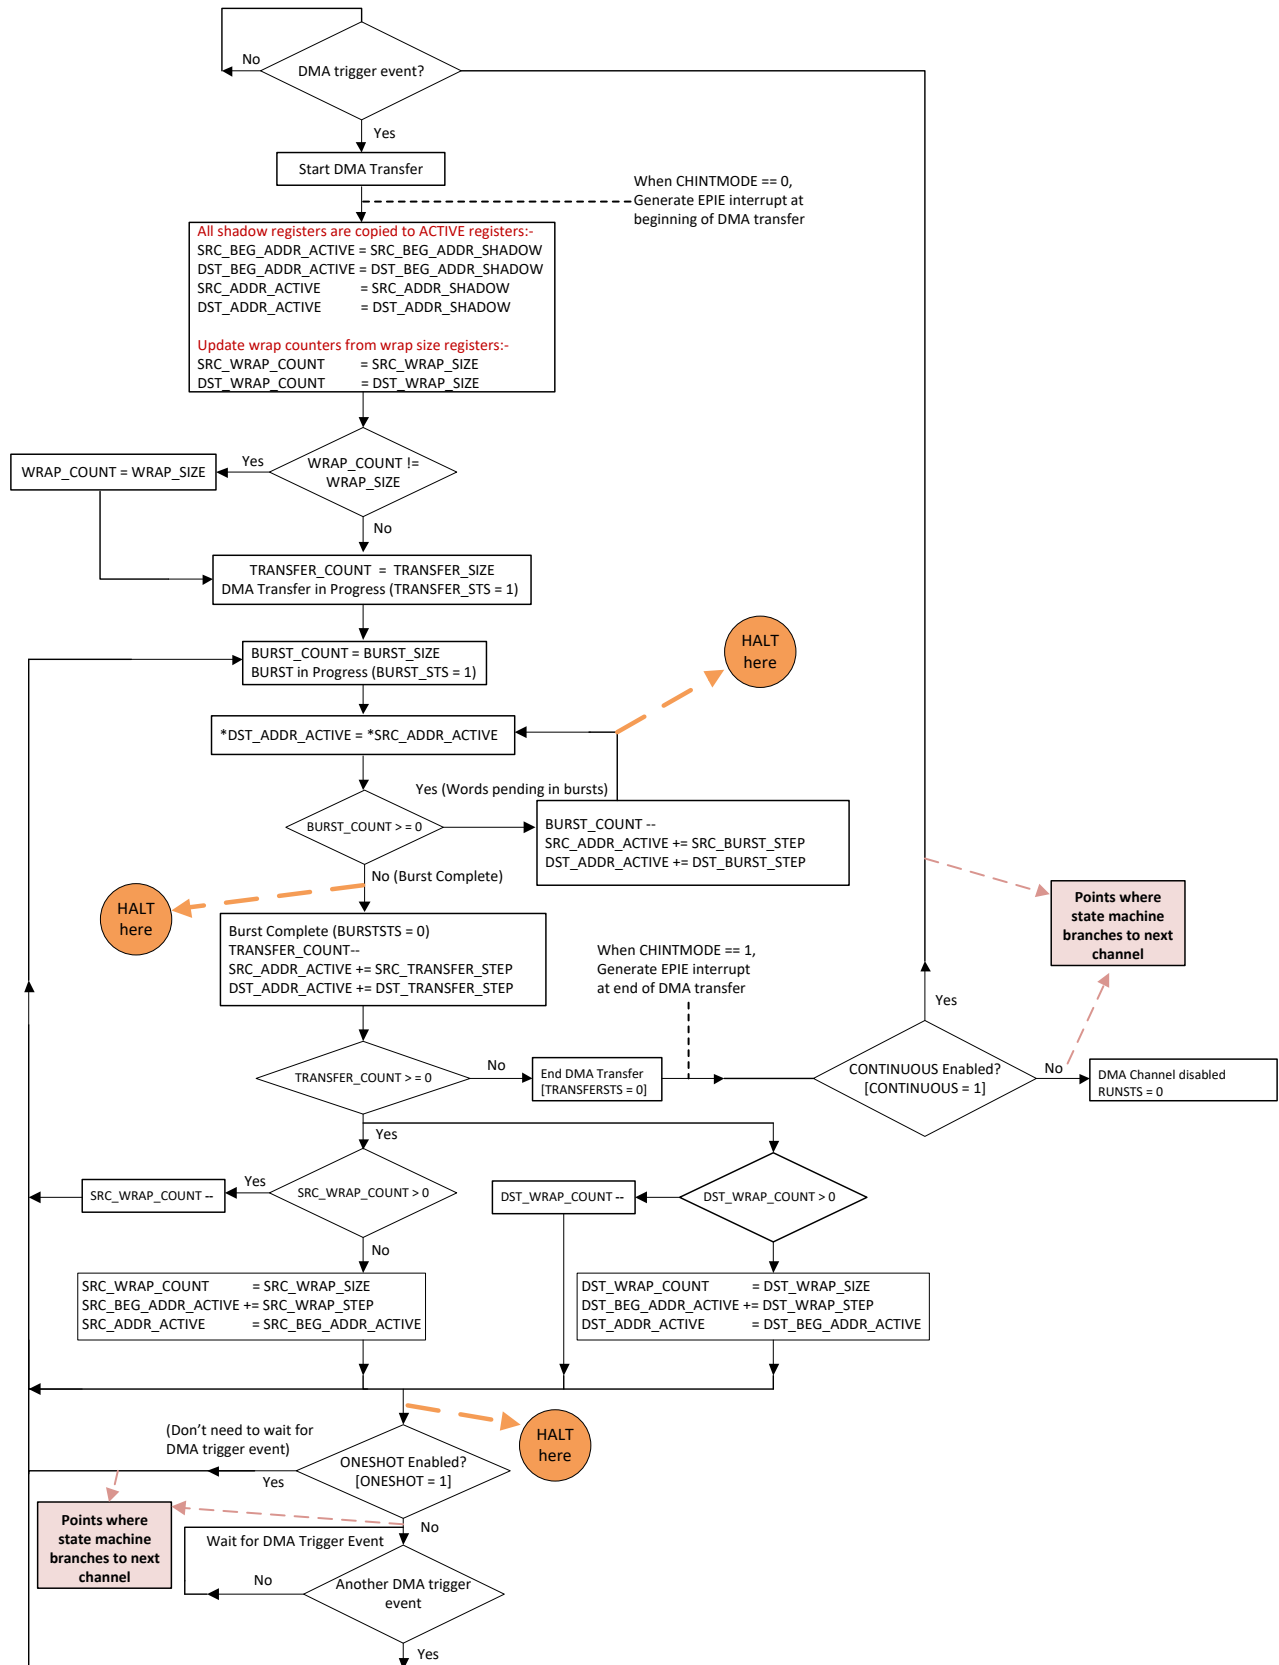 No
DMA trigger event?
Yes
Start DMA Transfer
When CHINTMODE == 0,
Generate EPIE interrupt at
beginning of DMA transfer
All shadow registers are copied to ACTIVE registers:-
SRC_BEG_ADDR_ACTIVE = SRC_BEG_ADDR_SHADOW
DST_BEG_ADDR_ACTIVE = DST_BEG_ADDR_SHADOW
SRC_ADDR_ACTIVE = SRC_ADDR_SHADOW
DST_ADDR_ACTIVE = DST_ADDR_SHADOW
Update wrap counters from wrap size registers:-
SRC_WRAP_COUNT = SRC_WRAP_SIZE
DST_WRAP_COUNT = DST_WRAP_SIZE
WRAP_COUNT = WRAP_SIZE
Yes
WRAP_COUNT !=
WRAP_SIZE
No
TRANSFER_COUNT = TRANSFER_SIZE
DMA Transfer in Progress (TRANSFER_STS = 1)
HALT
here
BURST_COUNT = BURST_SIZE
BURST in Progress (BURST_STS = 1)
*DST_ADDR_ACTIVE = *SRC_ADDR_ACTIVE
Yes (Words pending in bursts)
BURST_COUNT > = 0
BURST_COUNT --
SRC_ADDR_ACTIVE += SRC_BURST_STEP
DST_ADDR_ACTIVE += DST_BURST_STEP
No (Burst Complete)
HALT
here
Points where
state machine
branches to next
channel
Burst Complete (BURSTSTS = 0)
TRANSFER_COUNT--
SRC_ADDR_ACTIVE += SRC_TRANSFER_STEP
DST_ADDR_ACTIVE += DST_TRANSFER_STEP
When CHINTMODE == 1,
Generate EPIE interrupt
at end of DMA transfer
Yes
TRANSFER_COUNT > = 0
No
End DMA Transfer
[TRANSFERSTS = 0]
CONTINUOUS Enabled?
[CONTINUOUS = 1]
No
DMA Channel disabled
RUNSTS = 0
Yes
SRC_WRAP_COUNT --
Yes
SRC_WRAP_COUNT > 0
DST_WRAP_COUNT --
DST_WRAP_COUNT > 0
No
SRC_WRAP_COUNT = SRC_WRAP_SIZE
SRC_BEG_ADDR_ACTIVE += SRC_WRAP_STEP
SRC_ADDR_ACTIVE = SRC_BEG_ADDR_ACTIVE
DST_WRAP_COUNT = DST_WRAP_SIZE
DST_BEG_ADDR_ACTIVE += DST_WRAP_STEP
DST_ADDR_ACTIVE = DST_BEG_ADDR_ACTIVE
(Don't need to wait for
DMA trigger event)
HALT
here
ONESHOT Enabled?
[ONESHOT = 1]
Yes
Points where
state machine
branches to next
channel
No
Wait for DMA Trigger Event
No
Another DMA trigger
event
Yes